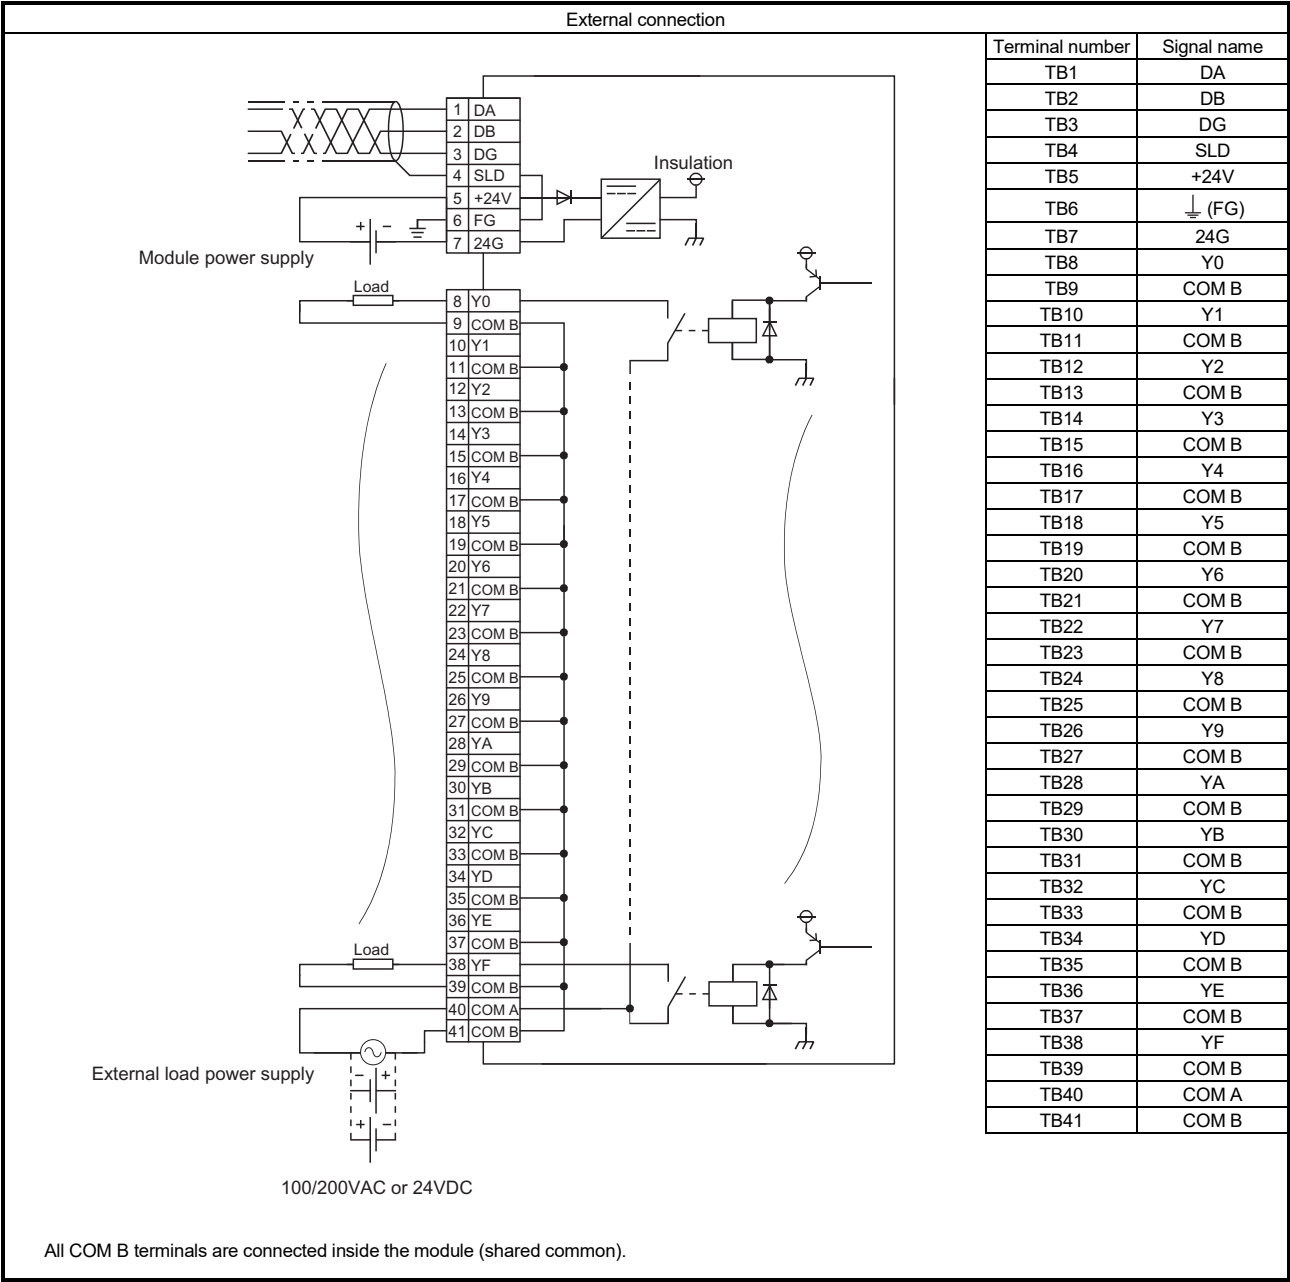 External connection
1 DA
2 DB
3 DG
4 SLD
5 +24V
6 FG
7 24G
Insulation
+ −
Module power supply
Load
8 Y0
9 COM B
10 Y1
11 COM B
12 Y2
13 COM B
14 Y3
15 COM B
16 Y4
17 COM B
18 Y5
19 COM B
20 Y6
21 COM B
22 Y7
23 COM B
24 Y8
25 COM B
26 Y9
27 COM B
28 YA
29 COM B
30 YB
31 COM B
32 YC
33 COM B
34 YD
35 COM B
36 YE
37 COM B
Load
38 YF
39 COM B
40 COM A
41 COM B
External load power supply
− +
+ −
100/200VAC or 24VDC
Terminal number Signal name
TB1 DA
TB2 DB
TB3 DG
TB4 SLD
TB5 +24V
TB6 (FG)
TB7 24G
TB8 Y0
TB9 COM B
TB10 Y1
TB11 COM B
TB12 Y2
TB13 COM B
TB14 Y3
TB15 COM B
TB16 Y4
TB17 COM B
TB18 Y5
TB19 COM B
TB20 Y6
TB21 COM B
TB22 Y7
TB23 COM B
TB24 Y8
TB25 COM B
TB26 Y9
TB27 COM B
TB28 YA
TB29 COM B
TB30 YB
TB31 COM B
TB32 YC
TB33 COM B
TB34 YD
TB35 COM B
TB36 YE
TB37 COM B
TB38 YF
TB39 COM B
TB40 COM A
TB41 COM B
All COM B terminals are connected inside the module (shared common).